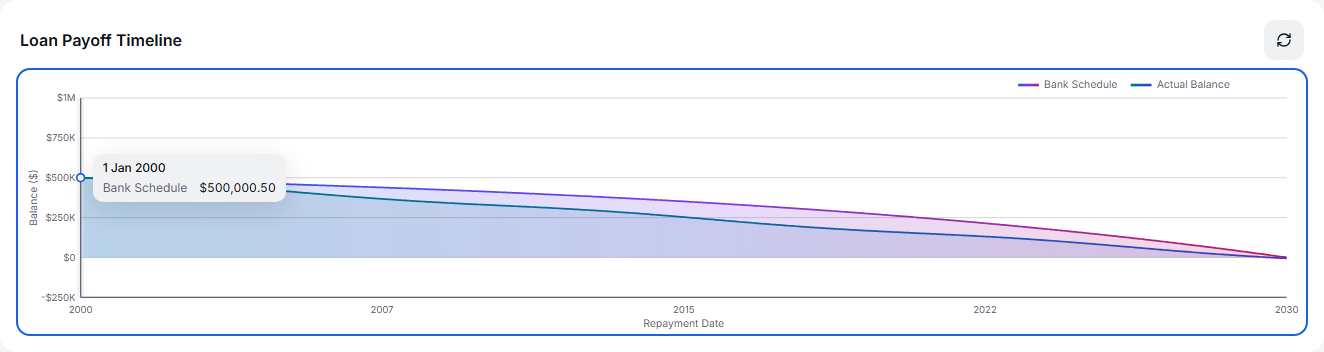 Loan Payoff Timeline
Bank Schedule
Actual Balance
$1M
$750K
$500K
$250K
$0
-$250K
Balance ($)
1 Jan 2000
Bank Schedule $500,000.50
2000
2007
2015
2022
2030
Repayment Date